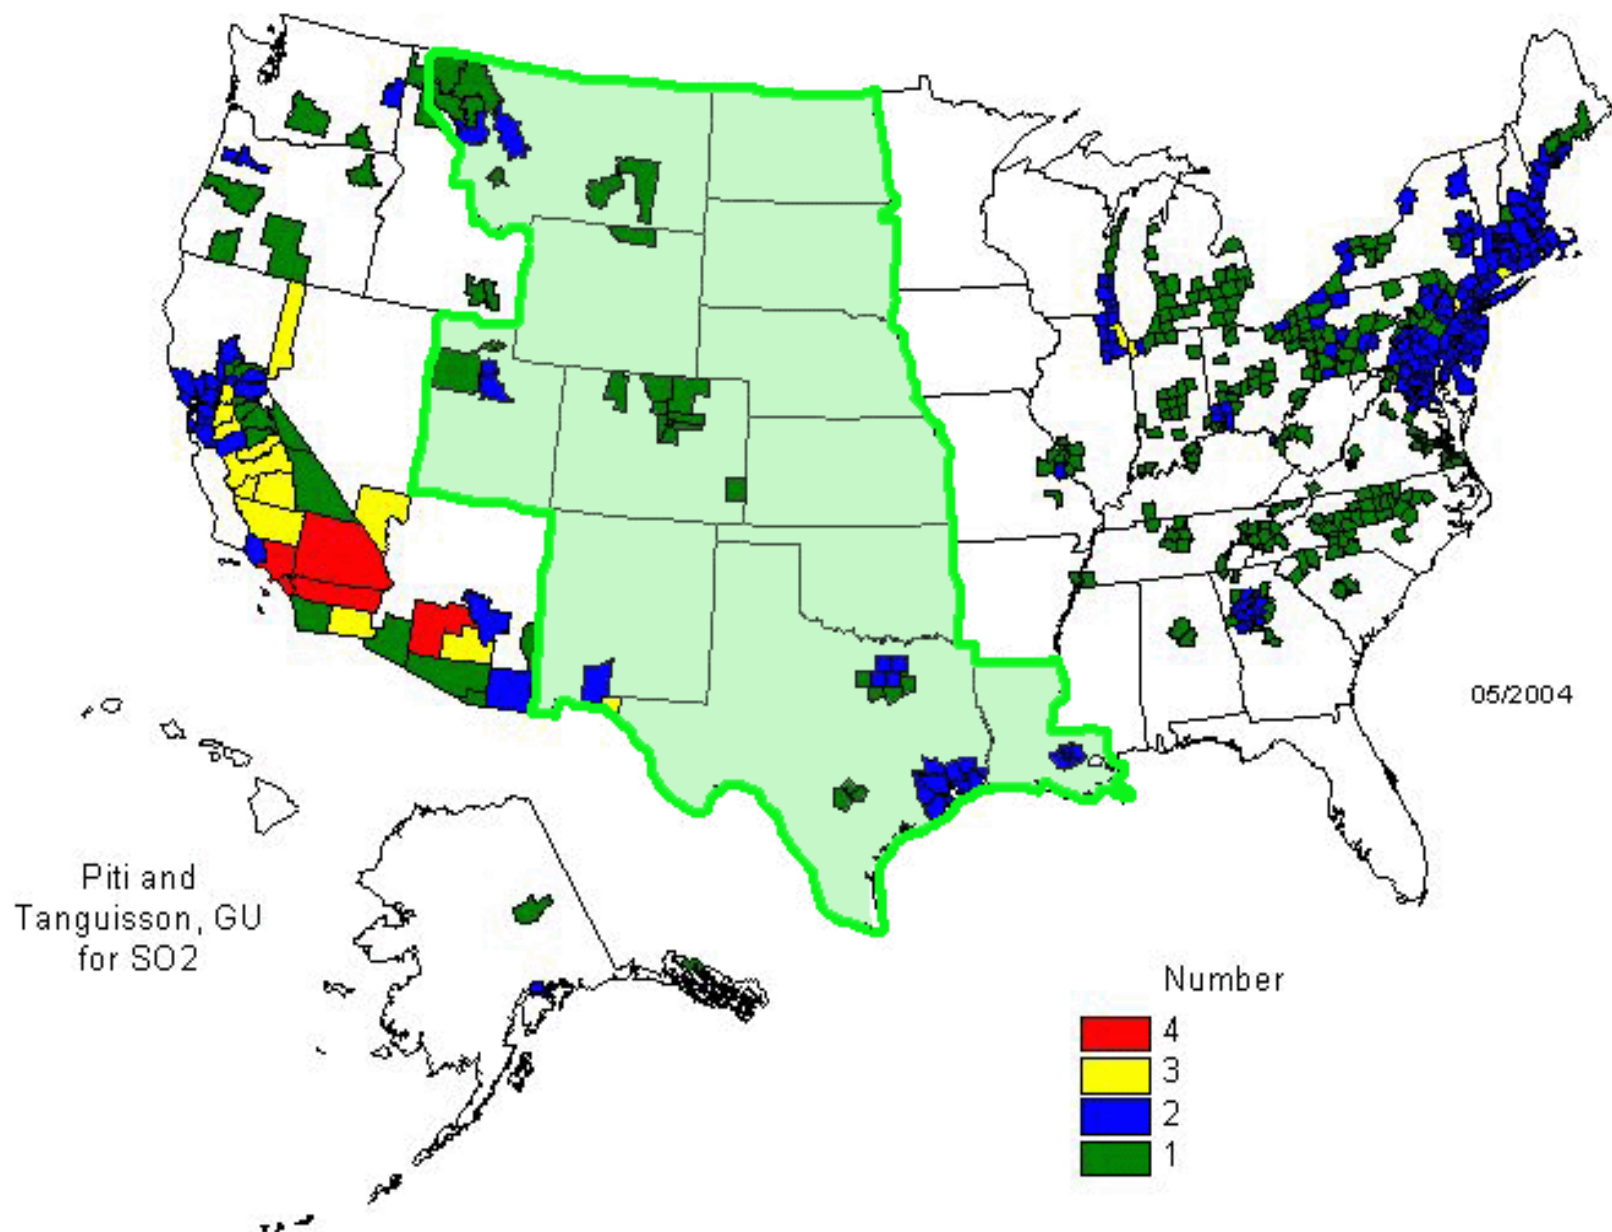 05/2004
Piti and
Tanguisson, GU
for SO2
Number
4
3
2
1